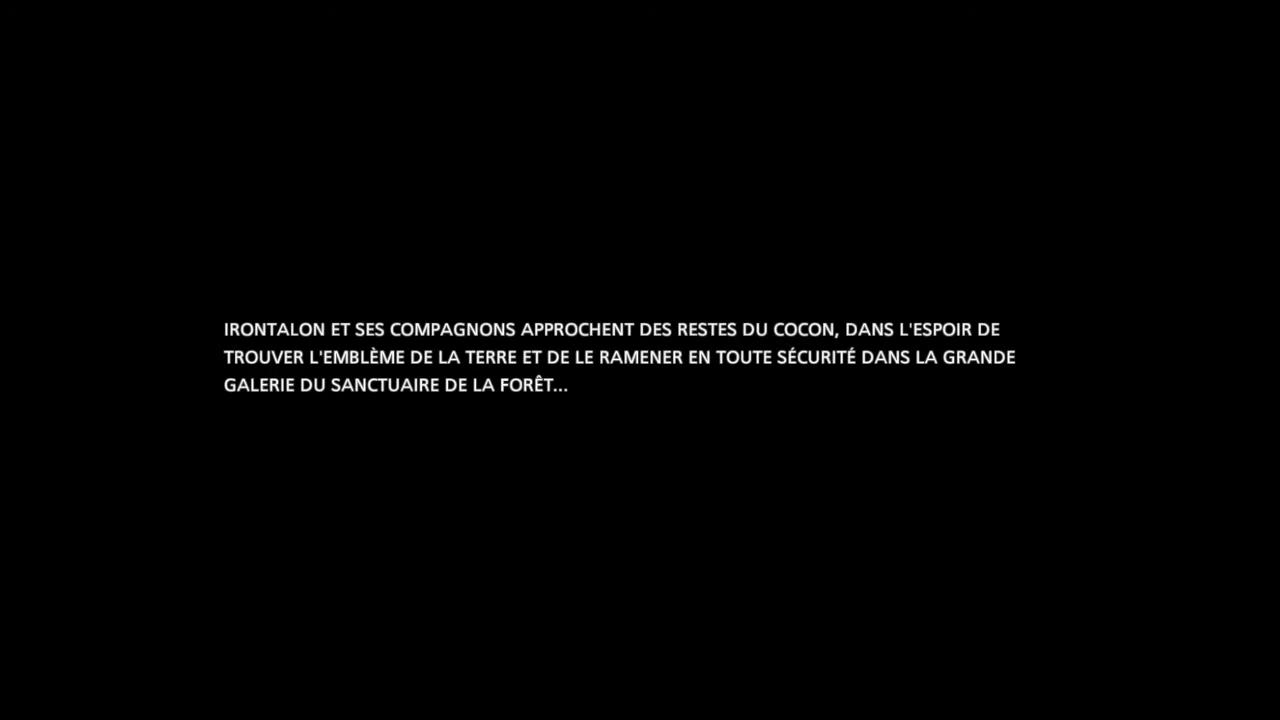 IRONTALON ET SES COMPAGNONS APPROCHENT DES RESTES DU COCON, DANS L'ESPOIR DE
TROUVER L'EMBLÈME DE LA TERRE ET DE LE RAMENER EN TOUTE SÉCURITÉ DANS LA GRANDE
GALERIE DU SANCTUAIRE DE LA FORÊT...